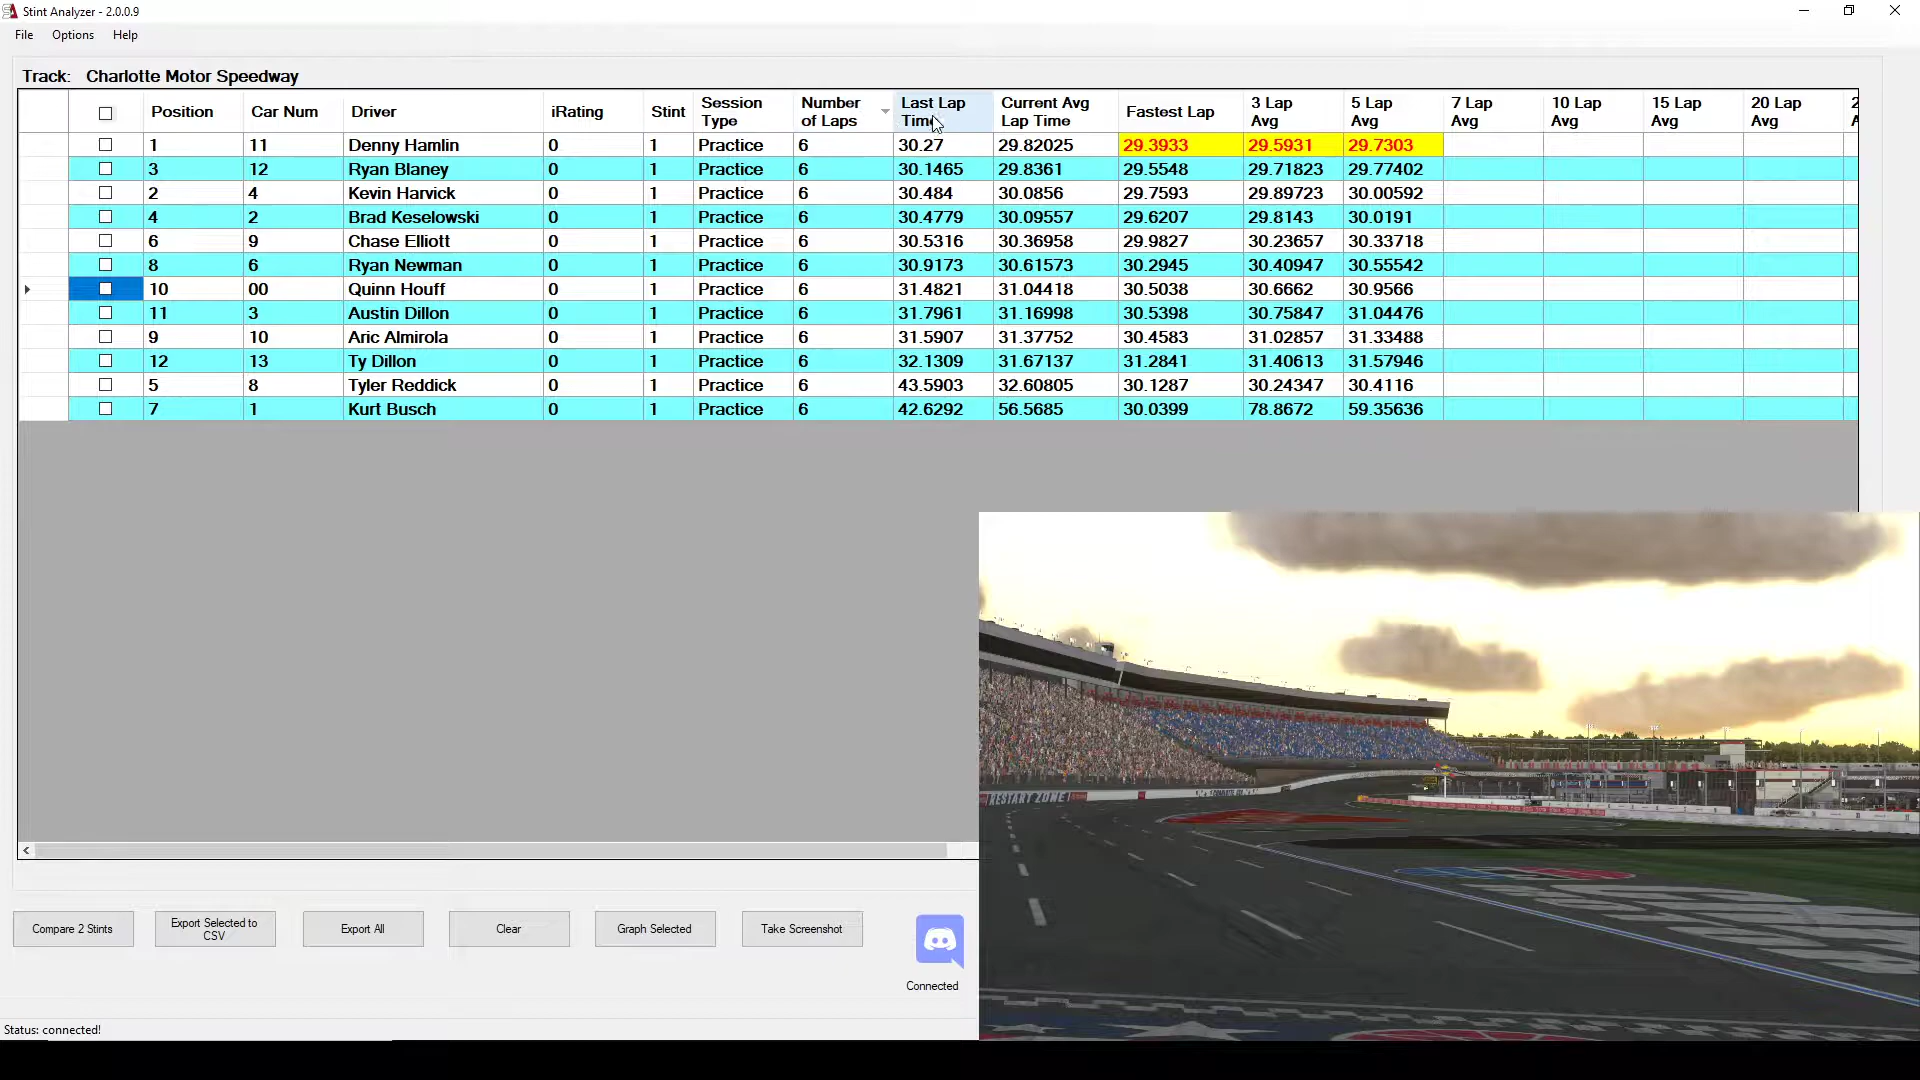 Stint Analyzer - 2.0.0.9
File Options Help
Track: Charlotte Motor Speedway
Position Car Num Driver iRating Stint Session Type Number of Laps Last Lap Time Current Avg Lap Time Fastest Lap 3 Lap Avg 5 Lap Avg 7 Lap Avg 10 Lap Avg 15 Lap Avg 20 Lap Avg
1 11 Denny Hamlin 0 1 Practice 6 30.27 29.82025 29.3933 29.5931 29.7303
3 12 Ryan Blaney 0 1 Practice 6 30.1465 29.8361 29.5548 29.71823 29.77402
2 4 Kevin Harvick 0 1 Practice 6 30.484 30.0856 29.7593 29.89723 30.00592
4 2 Brad Keselowski 0 1 Practice 6 30.4779 30.09557 29.6207 29.8143 30.0191
6 9 Chase Elliott 0 1 Practice 6 30.5316 30.36958 29.9827 30.23657 30.33718
8 6 Ryan Newman 0 1 Practice 6 30.9173 30.61573 30.2945 30.40947 30.55542
10 00 Quinn Houff 0 1 Practice 6 31.4821 31.04418 30.5038 30.6662 30.9566
11 3 Austin Dillon 0 1 Practice 6 31.7961 31.16998 30.5398 30.75847 31.04476
9 10 Aric Almirola 0 1 Practice 6 31.5907 31.37752 30.4583 31.02857 31.33488
12 13 Ty Dillon 0 1 Practice 6 32.1309 31.67137 31.2841 31.40613 31.57946
5 8 Tyler Reddick 0 1 Practice 6 43.5903 32.60805 30.1287 30.24347 30.4116
7 1 Kurt Busch 0 1 Practice 6 42.6292 56.5685 30.0399 78.8672 59.35636
RESTART ZONE
Compare 2 Stints
Export Selected to
CSV
Export All
Clear
Graph Selected
Take Screenshot
Connected
Status: connected!